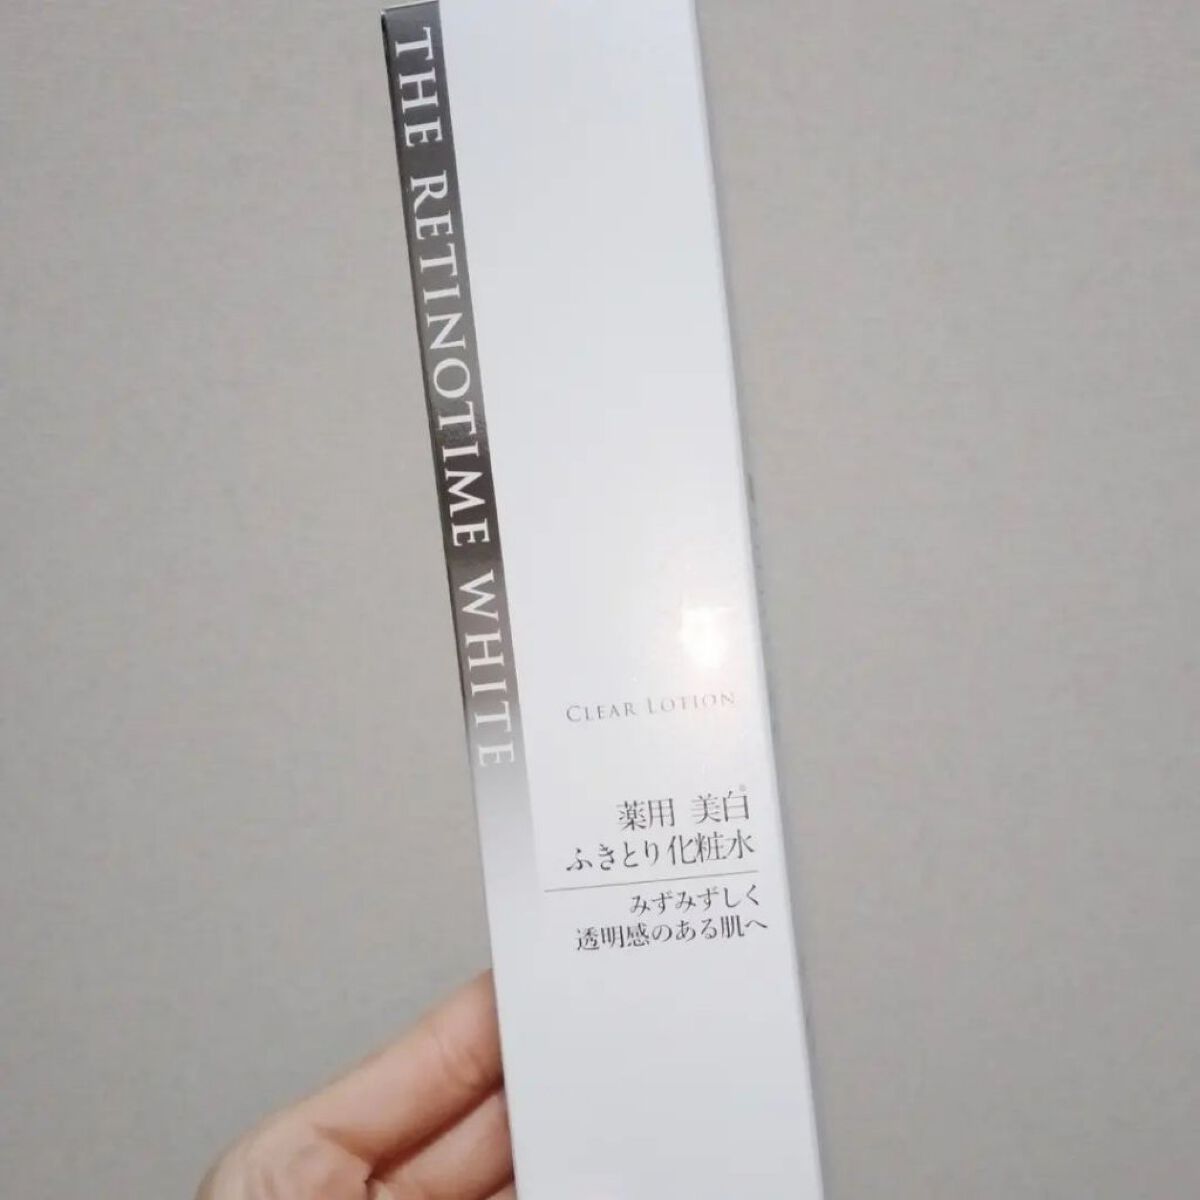 THE RETINOTIME WHITE
CLEAR LOTION
薬用 美白※
ふきとり化粧水
みずみずしく
透明感のある肌へ